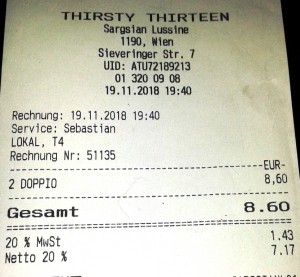 THIRSTY THIRTEEN
Sargsian Lussine
1190, Wien
Sieveringer Str. 7
UID: ATU72189213
01 320 09 08
19.11.2018 19:40
Rechnung: 19.11.2018 19:40
Service: Sebastian
LOKAL, T4
Rechnung Nr: 51135
-EUR-
2 DOPPIO 8,60
Gesamt 8.60
20 % MwSt 1.43
Netto 20 % 7.17